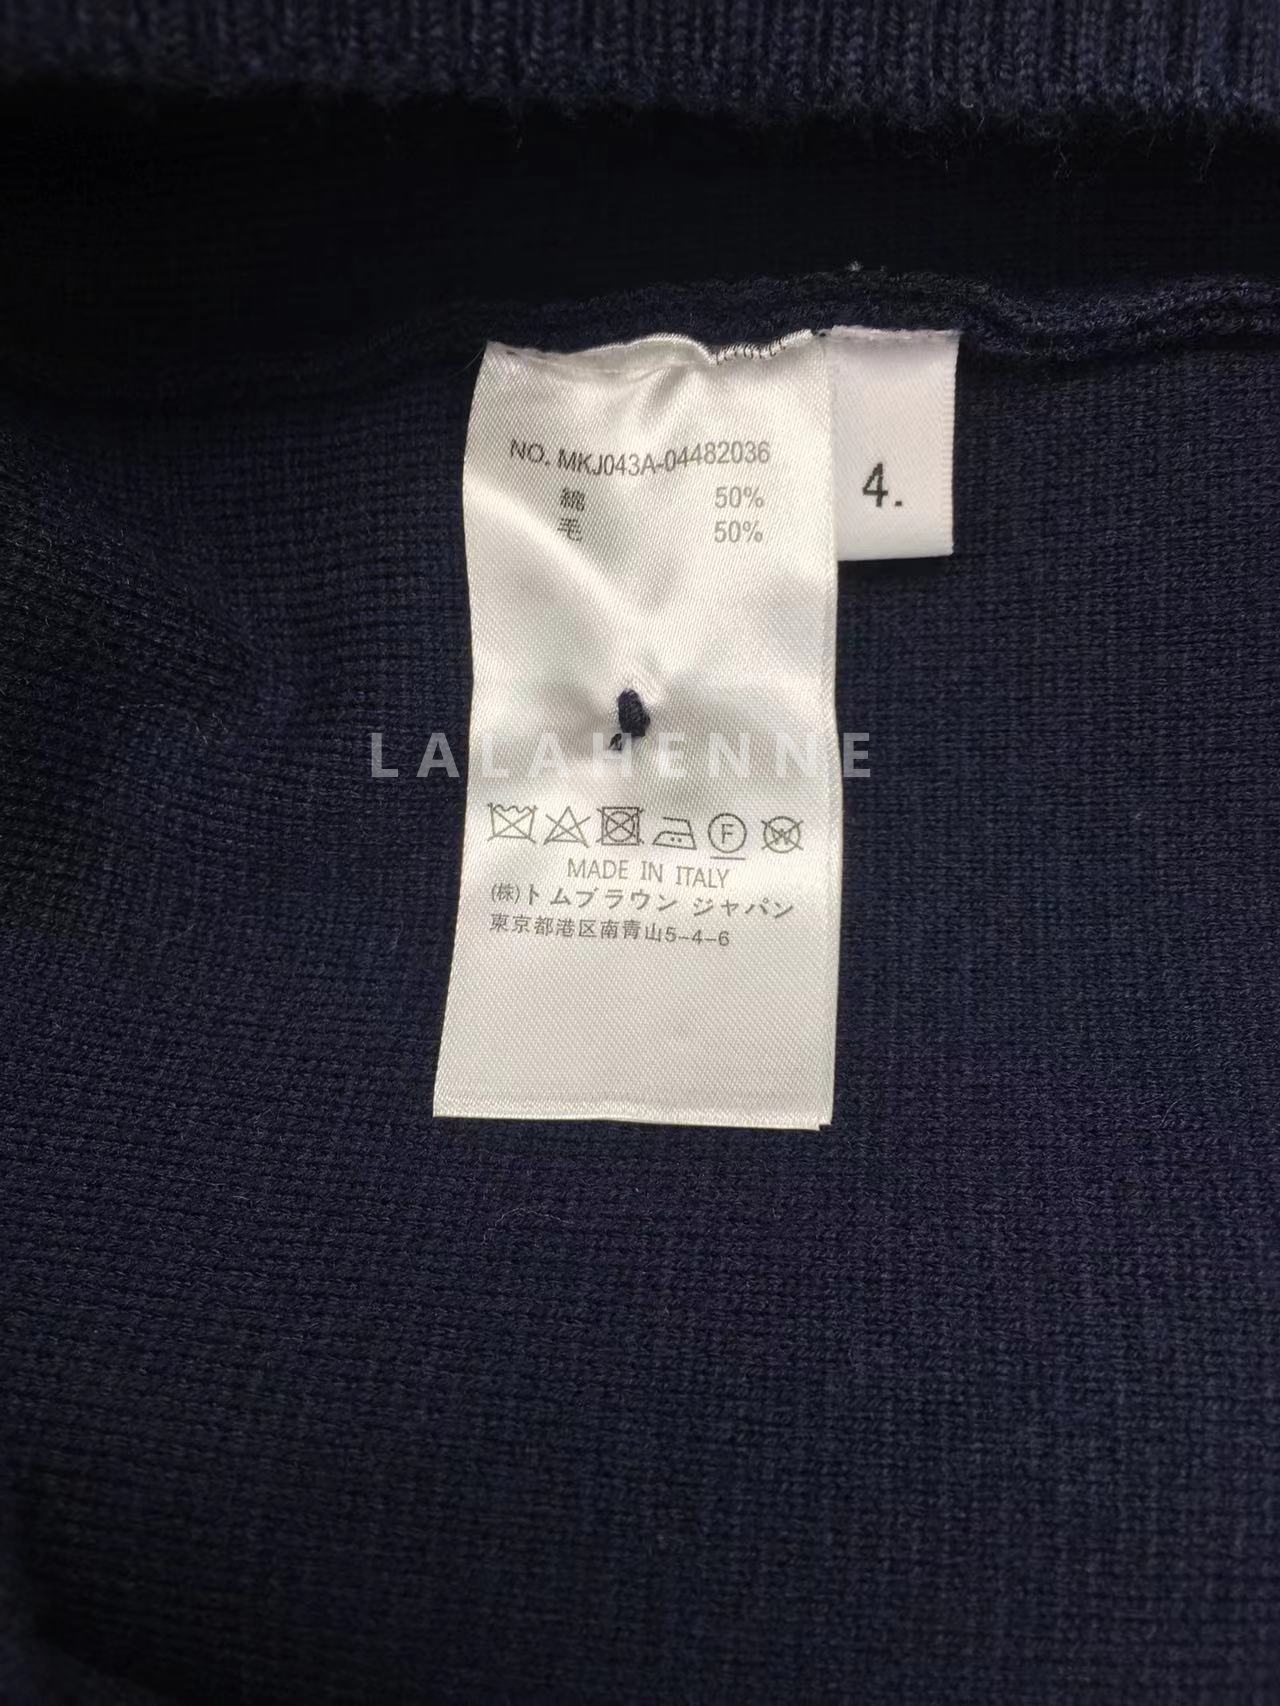 NO. MKJ043A-04482036
綿 50%
毛 50%
4.
LALAHENNE
F
W
MADE IN ITALY
(株)トムブラウン ジャパン
東京都港区南青山5-4-6